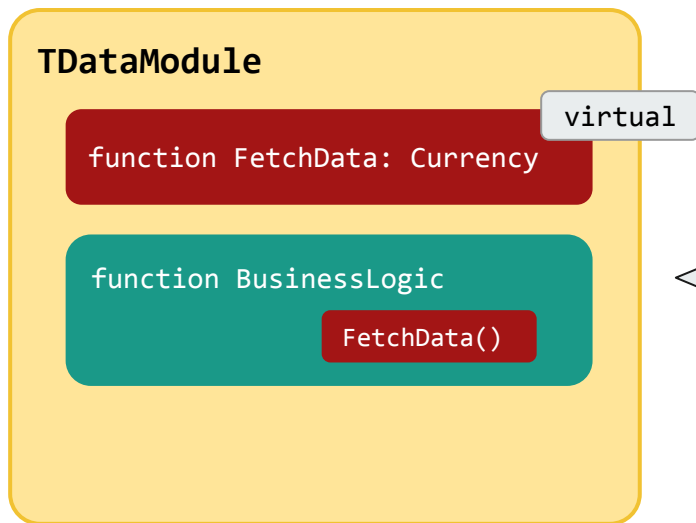 TDataModule
virtual
function FetchData: Currency
function BusinessLogic
FetchData()